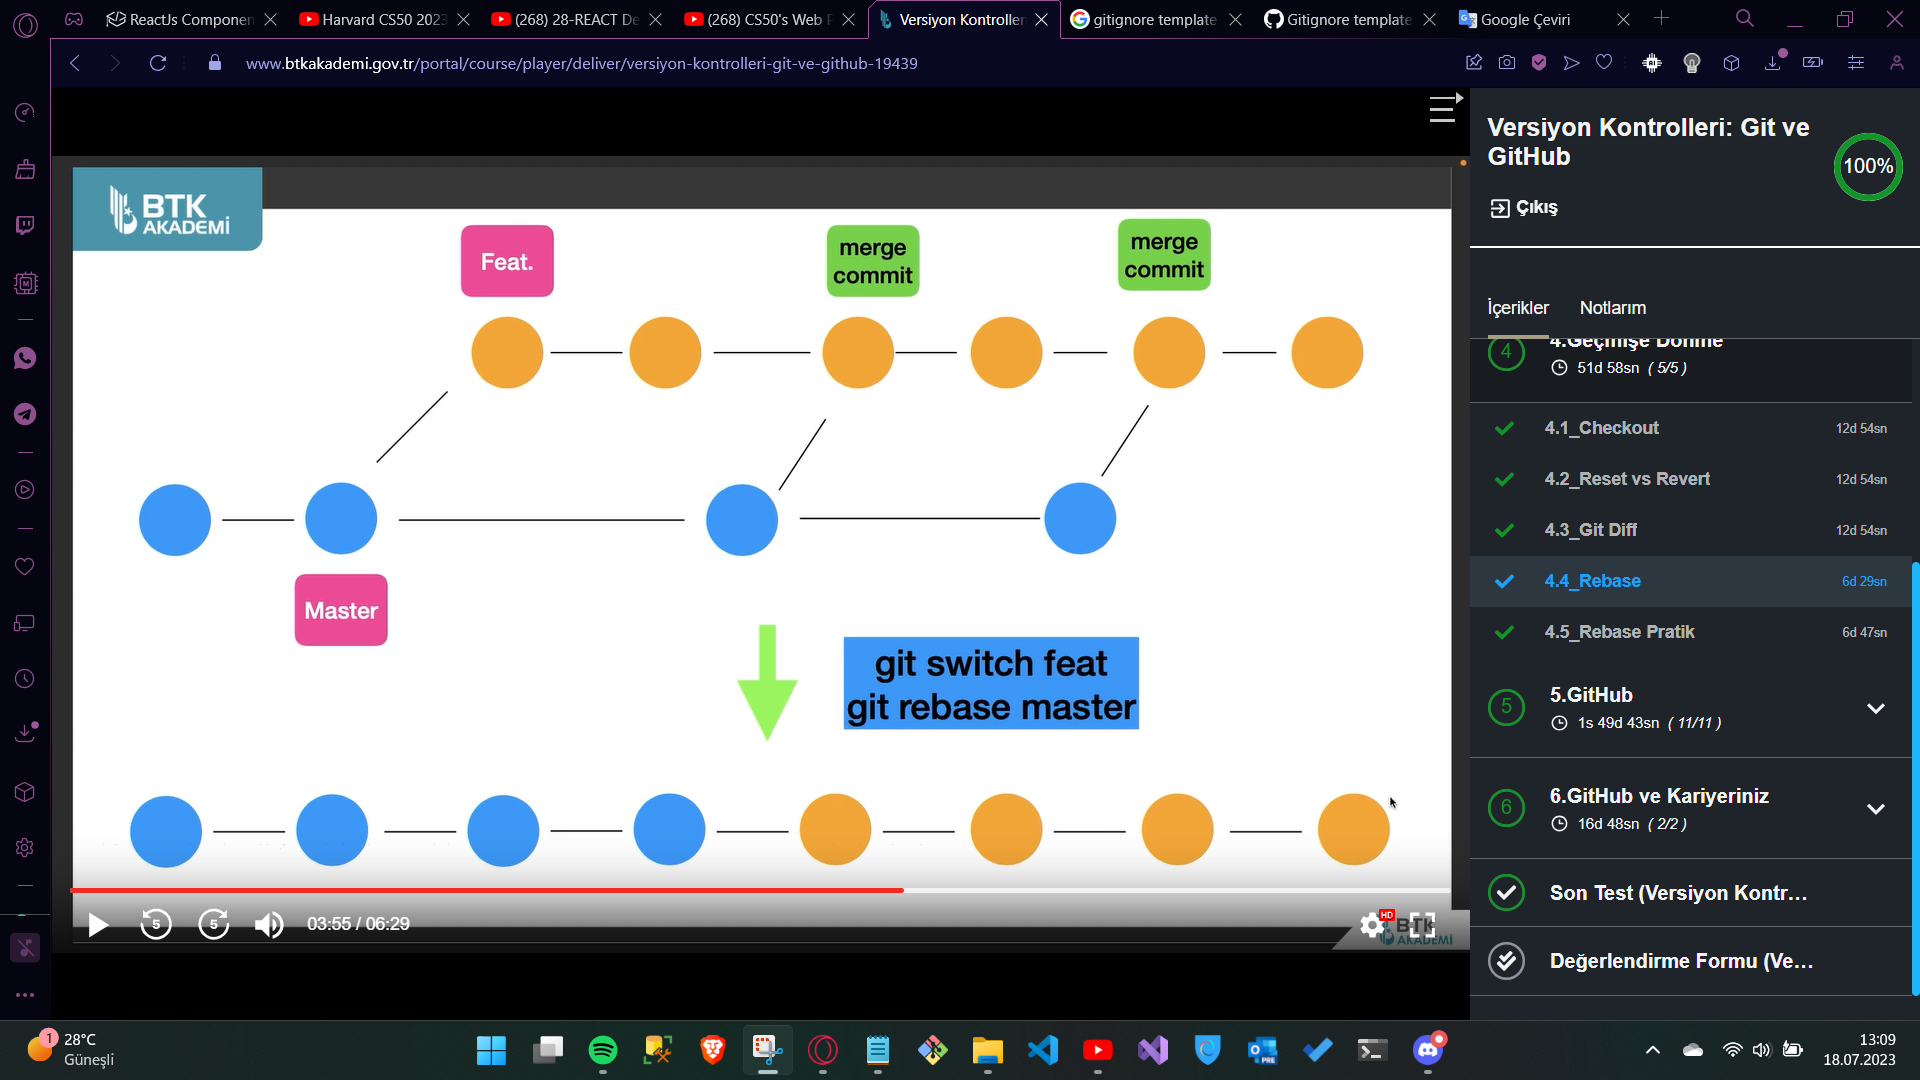 ReactJs Componen
Harvard CS50 2023
(268) 28-REACT De
(268) CS50's Web P
Versiyon Kontroller
gitignore template
Gitignore template
Google Çeviri
www.btkakademi.gov.tr/portal/course/player/deliver/versiyon-kontrolleri-git-ve-github-19439
BTK
AKADEMİ
Feat.
merge
commit
merge
commit
Master
git switch feat
git rebase master
5
5
03:55 / 06:29
HD
BTK
AKADEMİ
Versiyon Kontrolleri: Git ve
GitHub
100%
Çıkış
İçerikler
Notlarım
4
4.Geçmişe Dönme
51d 58sn ( 5/5 )
4.1_Checkout
12d 54sn
4.2_Reset vs Revert
12d 54sn
4.3_Git Diff
12d 54sn
4.4_Rebase
6d 29sn
4.5_Rebase Pratik
6d 47sn
5
5.GitHub
1s 49d 43sn ( 11/11 )
6
6.GitHub ve Kariyeriniz
16d 48sn ( 2/2 )
Son Test (Versiyon Kontr...
Değerlendirme Formu (Ve...
1
28°C
Güneşli
PRE
13:09
18.07.2023